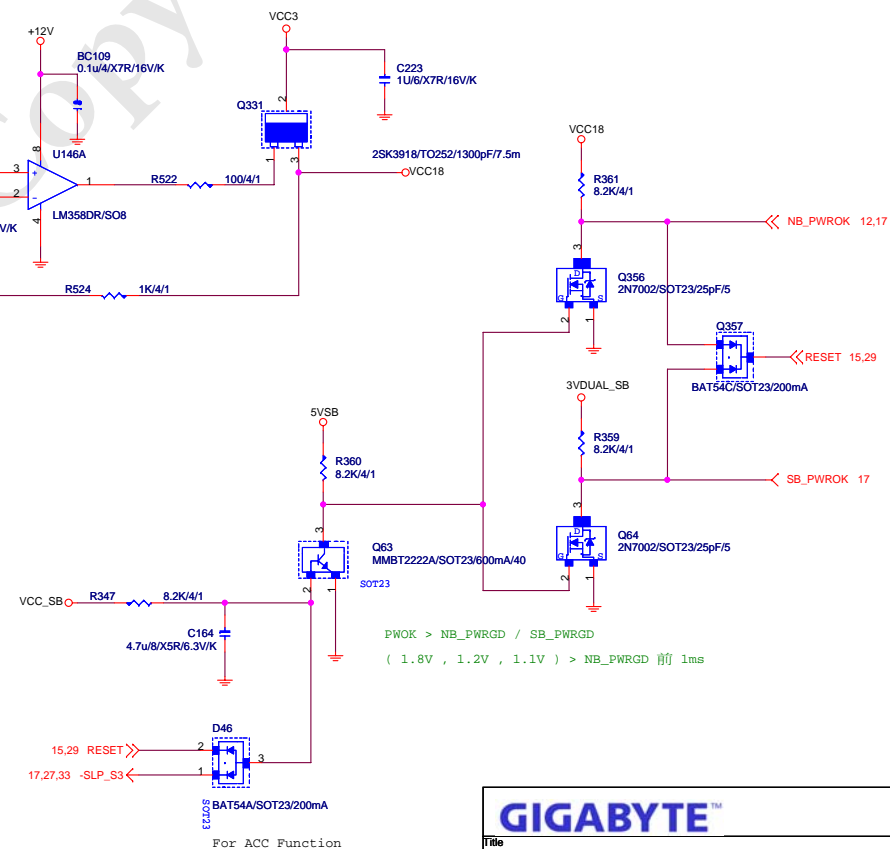 Copy
+12V
BC109
0.1u/4/X7R/16V/K
VCC3
C223
1U/6/X7R/16V/K
Q331
2
1
3
2SK3918/TO252/1300pF/7.5m
VCC18
U146A
8
3
+
2
-
1
4
LM358DR/SO8
V/K
R522
100/4/1
R524
1K/4/1
VCC18
R361
8.2K/4/1
NB_PWROK 12,17
3
D
G
S
2
1
Q356
2N7002/SOT23/25pF/5
Q357
RESET 15,29
BAT54C/SOT23/200mA
3VDUAL_SB
R359
8.2K/4/1
SB_PWROK 17
3
D
G
S
2
1
Q64
2N7002/SOT23/25pF/5
5VSB
R360
8.2K/4/1
3
2
1
Q63
MMBT2222A/SOT23/600mA/40
SOT23
VCC_SB
R347
8.2K/4/1
C164
4.7u/8/X5R/6.3V/K
PWOK > NB_PWRGD / SB_PWRGD
( 1.8V , 1.2V , 1.1V ) > NB_PWRGD 前 1ms
D46
15,29 RESET
2
3
17,27,33 -SLP_S3
1
SOT23
BAT54A/SOT23/200mA
For ACC Function
GIGABYTE™
Title